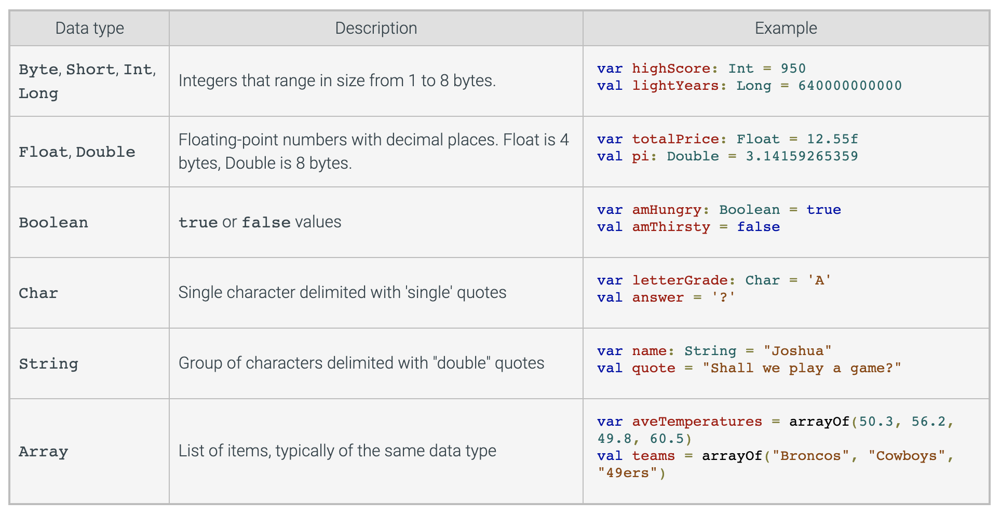 Data type
Description
Example
Byte, Short, Int,
Long
Integers that range in size from 1 to 8 bytes.
var highScore: Int = 950
val lightYears: Long = 640000000000
Float, Double
Floating-point numbers with decimal places. Float is 4
bytes, Double is 8 bytes.
var totalPrice: Float = 12.55f
val pi: Double = 3.14159265359
Boolean
true or false values
var amHungry: Boolean = true
val amThirsty = false
Char
Single character delimited with 'single' quotes
var letterGrade: Char = 'A'
val answer = '?'
String
Group of characters delimited with "double" quotes
var name: String = "Joshua"
val quote = "Shall we play a game?"
Array
List of items, typically of the same data type
var aveTemperatures = arrayOf(50.3, 56.2,
49.8, 60.5)
val teams = arrayOf("Broncos", "Cowboys",
"49ers")